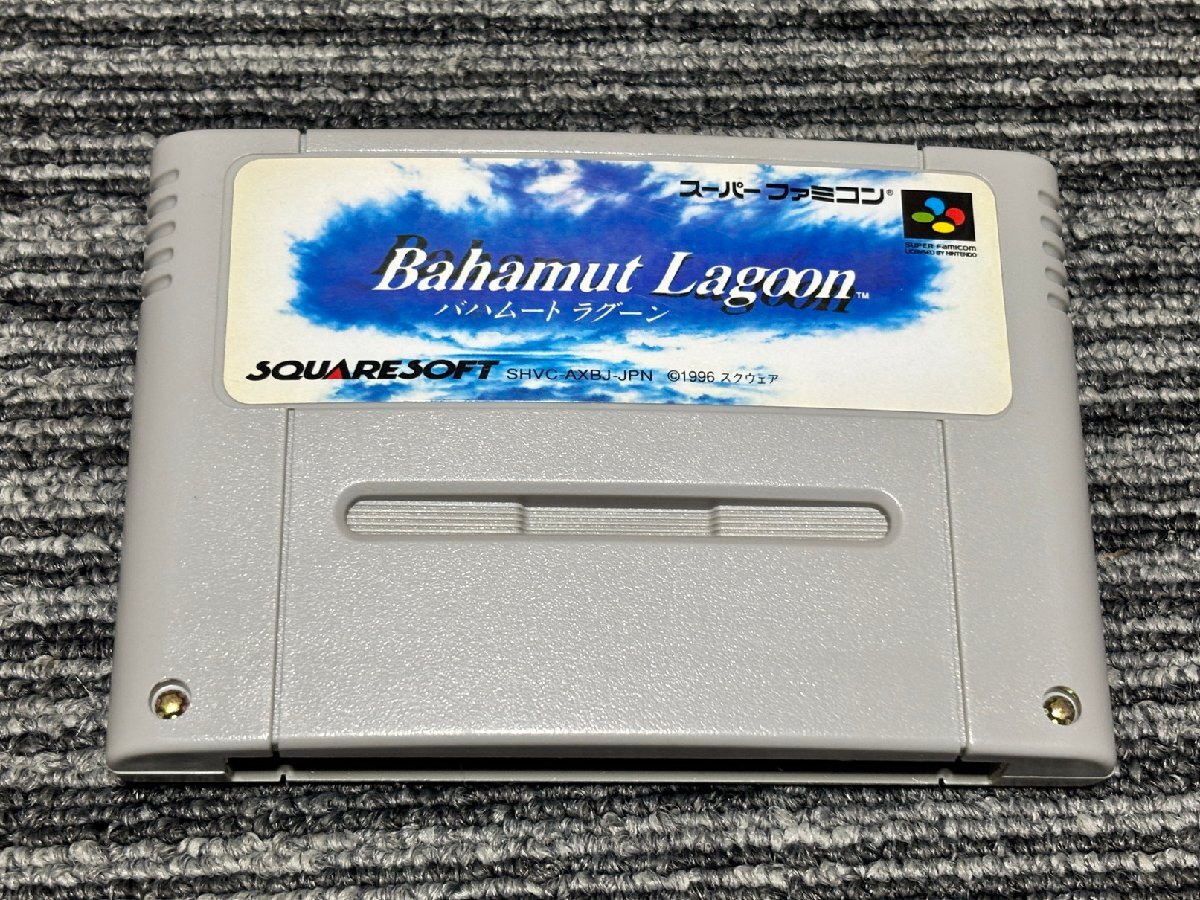 スーパーファミコン®
SUPER FAMICOM
LICENSED BY NINTENDO
Bahamut Lagoon™
バハムート ラグーン
SQUARESOFT SHVC-AXBJ-JPN ©1996 スクウェア